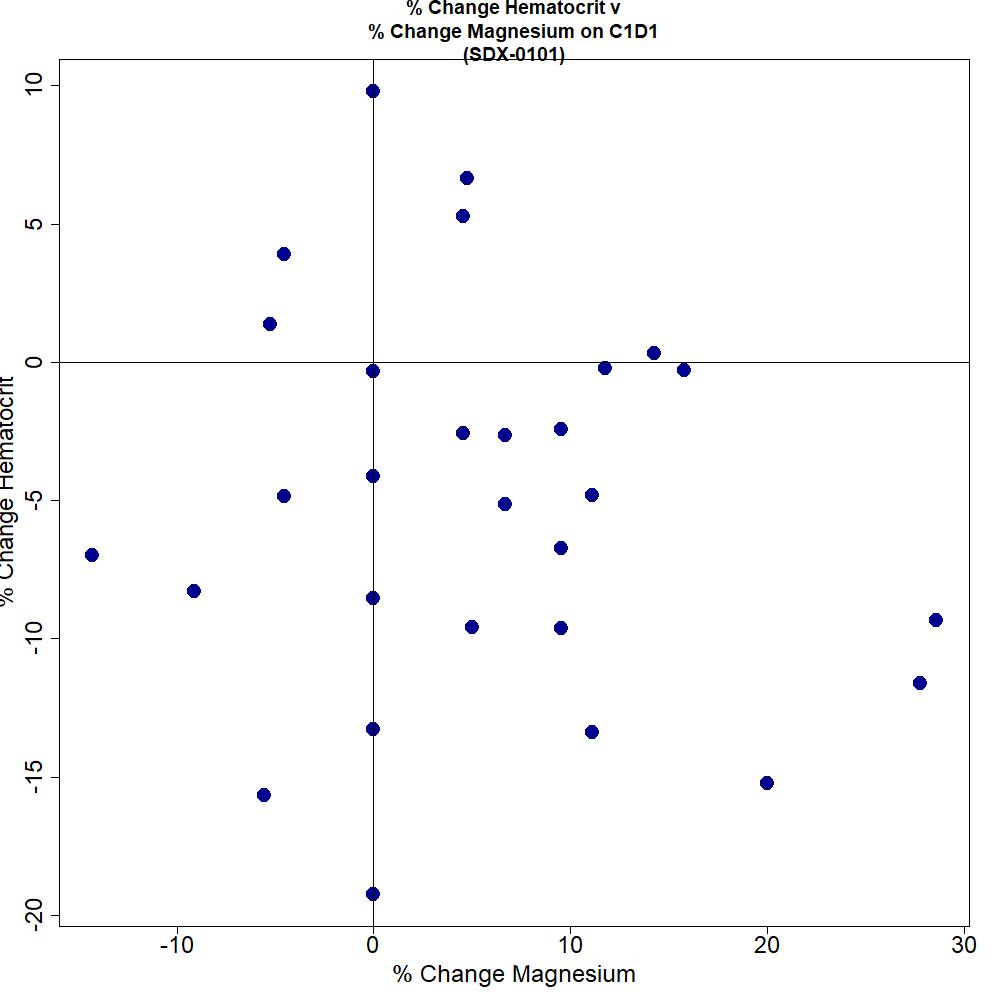 % Change Hematocrit v
% Change Magnesium on C1D1
(SDX-0101)
10
5
0
-5
-10
-15
-20
% Change Hematocrit
-10
0
10
20
30
% Change Magnesium